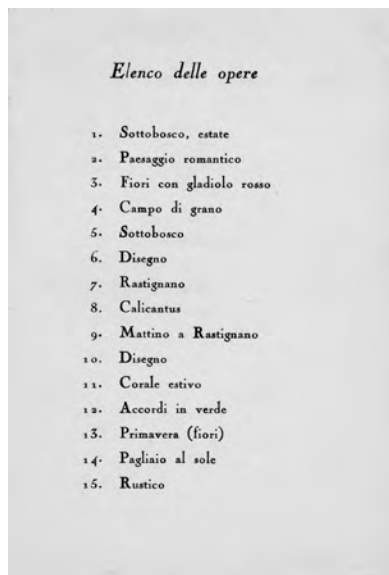 Elenco delle opere
1. Sottobosco, estate
2. Paesaggio romantico
3. Fiori con gladiolo rosso
4. Campo di grano
5. Sottobosco
6. Disegno
7. Rastignano
8. Calicantus
9. Mattino a Rastignano
10. Disegno
11. Corale estivo
12. Accordi in verde
13. Primavera (fiori)
14. Pagliaio al sole
15. Rustico